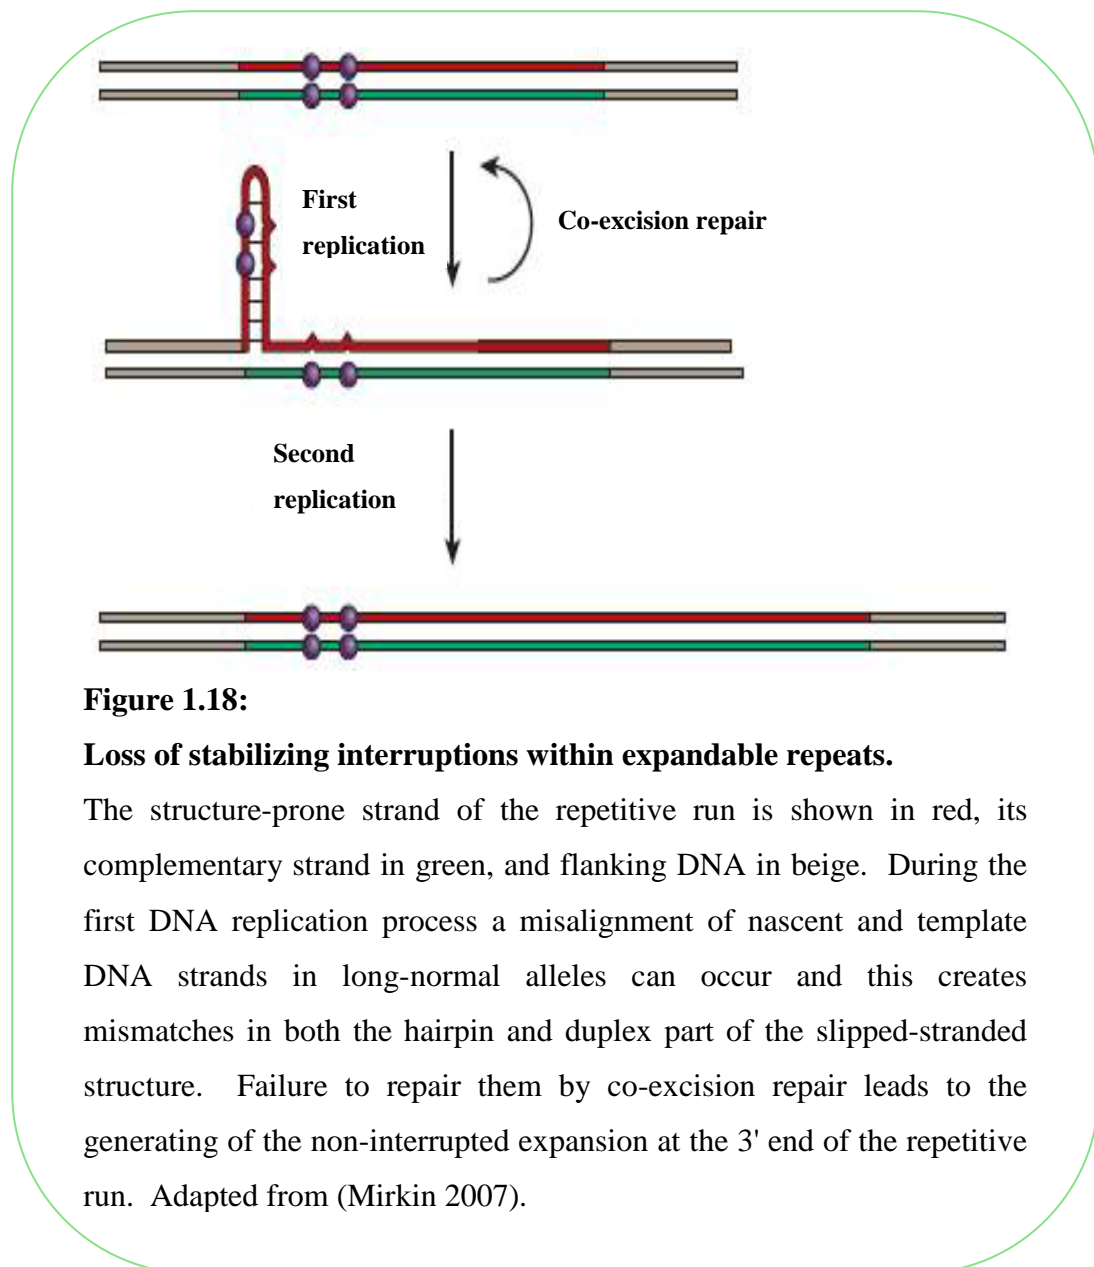 First
replication
Co-excision repair
Second
replication
Figure 1.18:
Loss of stabilizing interruptions within expandable repeats.
The structure-prone strand of the repetitive run is shown in red, its
complementary strand in green, and flanking DNA in beige. During the
first DNA replication process a misalignment of nascent and template
DNA strands in long-normal alleles can occur and this creates
mismatches in both the hairpin and duplex part of the slipped-stranded
structure. Failure to repair them by co-excision repair leads to the
generating of the non-interrupted expansion at the 3' end of the repetitive
run. Adapted from (Mirkin 2007).